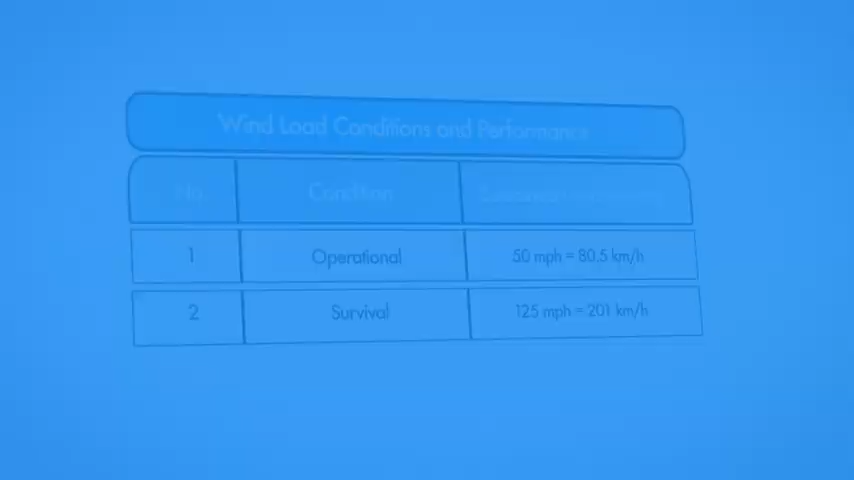 Wind Load Conditions and Performance
No. Condition
1 Operational 50 mph = 80.5 km/h
2 Survival 125 mph = 201 km/h